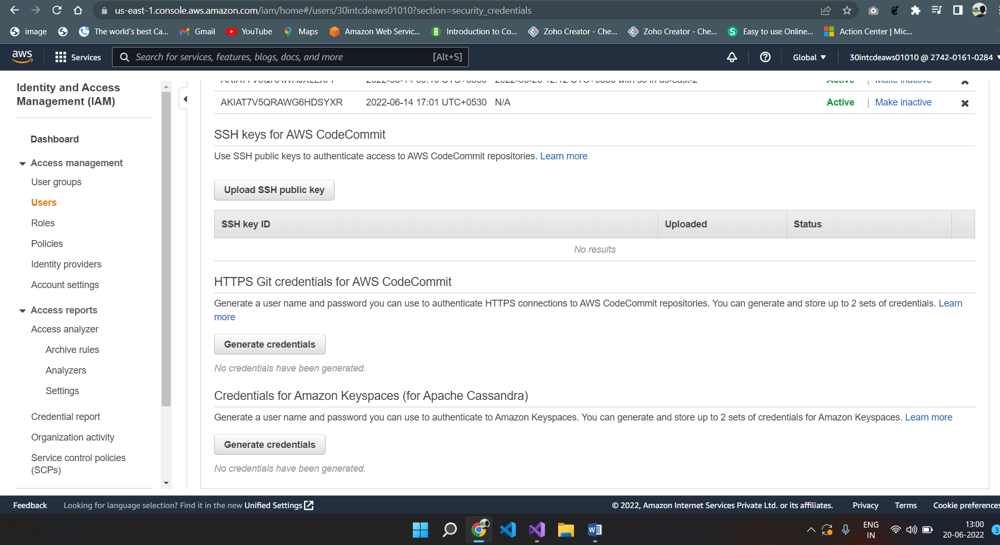 us-east-1.console.aws.amazon.com/iam/home#/users/30intcdeaws01010?section=security_credentials
image The world's best Ca... Gmail YouTube Maps Amazon Web Servic... Introduction to Co... Zoho Creator - Che... Zoho Creator - Che... Easy to use Online... Action Center | Mic...
aws Services Search for services, features, blogs, docs, and more [Alt+S] Global 30intcdeaws01010 @ 2742-0161-0284
Identity and Access
Management (IAM)
Dashboard
Access management
User groups
Users
Roles
Policies
Identity providers
Account settings
Access reports
Access analyzer
Archive rules
Analyzers
Settings
Credential report
Organization activity
Service control policies
(SCPs)
Active | Make inactive
AKIAT7V5QRAWG6HDSYXR 2022-06-14 17:01 UTC+0530 N/A Active | Make inactive
SSH keys for AWS CodeCommit
Use SSH public keys to authenticate access to AWS CodeCommit repositories. Learn more
Upload SSH public key
SSH key ID Uploaded Status
No results
HTTPS Git credentials for AWS CodeCommit
Generate a user name and password you can use to authenticate HTTPS connections to AWS CodeCommit repositories. You can generate and store up to 2 sets of credentials. Learn
more
Generate credentials
No credentials have been generated.
Credentials for Amazon Keyspaces (for Apache Cassandra)
Generate a user name and password you can use to authenticate to Amazon Keyspaces. You can generate and store up to 2 sets of credentials for Amazon Keyspaces. Learn more
Generate credentials
No credentials have been generated.
Feedback Looking for language selection? Find it in the new Unified Settings © 2022, Amazon Internet Services Private Ltd. or its affiliates. Privacy Terms Cookie preferences
ENG
IN
13:00
20-06-2022
3